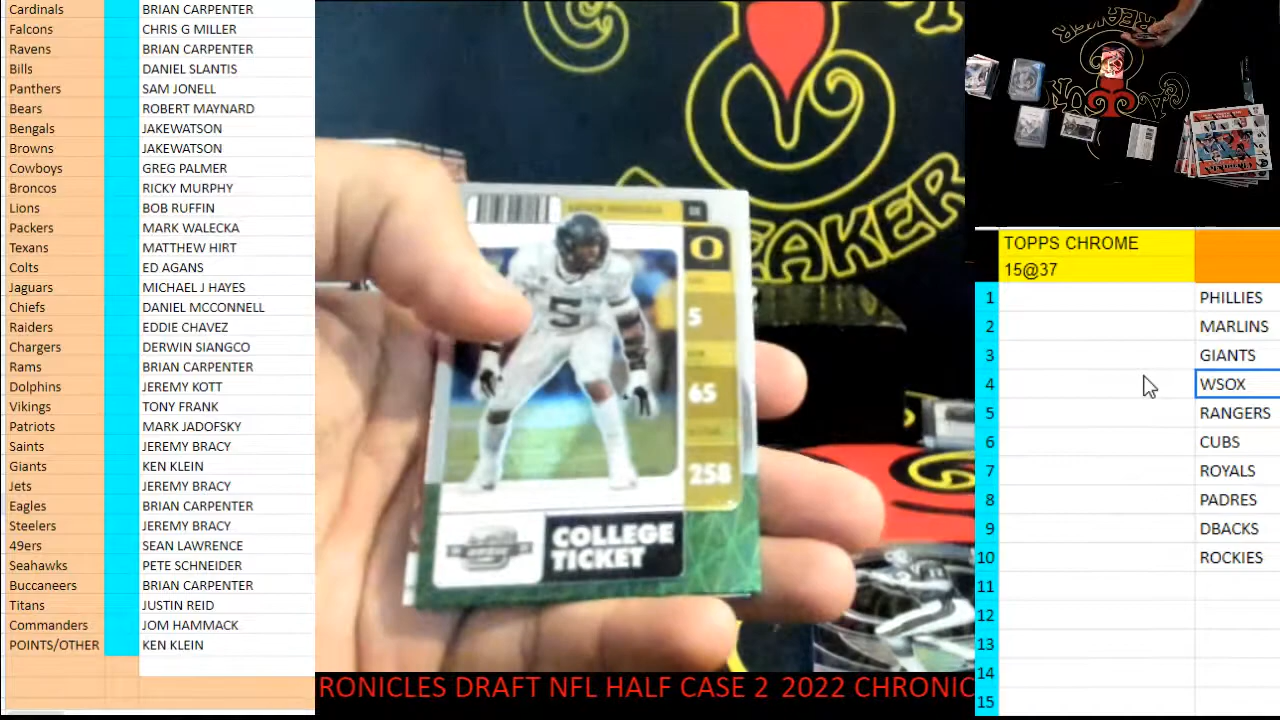 Cardinals BRIAN CARPENTER
Falcons CHRIS G MILLER
Ravens BRIAN CARPENTER
Bills DANIEL SLANTIS
Panthers SAM JONELL
Bears ROBERT MAYNARD
Bengals JAKEWATSON
Browns JAKEWATSON
Cowboys GREG PALMER
Broncos RICKY MURPHY
Lions BOB RUFFIN
Packers MARK WALECKA
Texans MATTHEW HIRT
Colts ED AGANS
Jaguars MICHAEL J HAYES
Chiefs DANIEL MCCONNELL
Raiders EDDIE CHAVEZ
Chargers DERWIN SIANGCO
Rams BRIAN CARPENTER
Dolphins JEREMY KOTT
Vikings TONY FRANK
Patriots MARK JADOFSKY
Saints JEREMY BRACY
Giants KEN KLEIN
Jets JEREMY BRACY
Eagles BRIAN CARPENTER
Steelers JEREMY BRACY
49ers SEAN LAWRENCE
Seahawks PETE SCHNEIDER
Buccaneers BRIAN CARPENTER
Titans JUSTIN REID
Commanders JOM HAMMACK
POINTS/OTHER KEN KLEIN
O
5
5
65
258
COLLEGE
TICKET
EAKER
RONICLES DRAFT NFL HALF CASE 2 2022 CHRONIC
BREAKER
TOPPS CHROME
15@37
1 PHILLIES
2 MARLINS
3 GIANTS
4 WSOX
5 RANGERS
6 CUBS
7 ROYALS
8 PADRES
9 DBACKS
10 ROCKIES
11
12
13
14
15